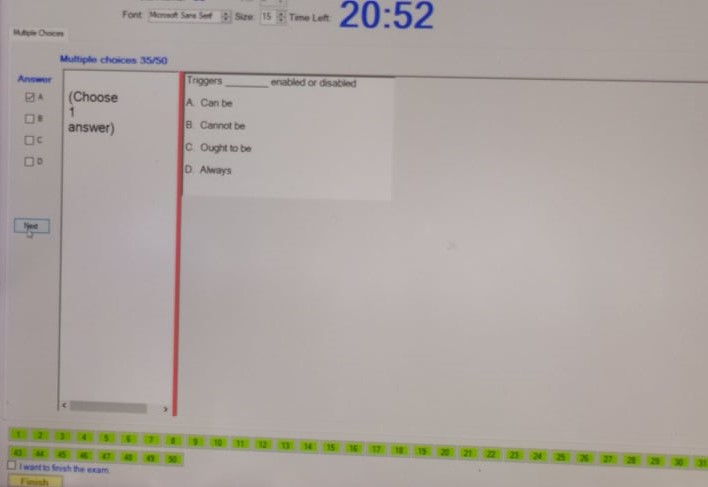 Font: Microsoft Sans Serif Size: 15 Time Left: 20:52
Multiple Choices
Multiple choices 35/50
Answer
A
B
C
D
Next
(Choose
1
answer)
Triggers ________ enabled or disabled
A. Can be
B. Cannot be
C. Ought to be
D. Always
1 2 3 4 5 6 7 8 9 10 11 12 13 14 15 16 17 18 19 20 21 22 23 24 25 26 27 28 29 30 31
43 44 45 46 47 48 49 50
I want to finish the exam.
Finish